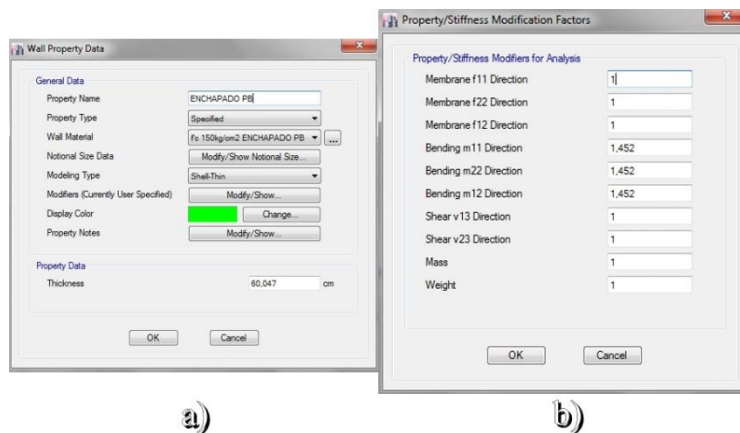 Wall Property Data
General Data
Property Name ENCHAPADO PB
Property Type Specified
Wall Material f'c 150kg/cm2 ENCHAPADO PB ...
Notional Size Data Modify/Show Notional Size...
Modeling Type Shell-Thin
Modifiers (Currently User Specified) Modify/Show...
Display Color Change...
Property Notes Modify/Show...
Property Data
Thickness 60,047 cm
OK Cancel
a)
Property/Stiffness Modification Factors
Property/Stiffness Modifiers for Analysis
Membrane f11 Direction 1
Membrane f22 Direction 1
Membrane f12 Direction 1
Bending m11 Direction 1,452
Bending m22 Direction 1,452
Bending m12 Direction 1,452
Shear v13 Direction 1
Shear v23 Direction 1
Mass 1
Weight 1
OK Cancel
b)